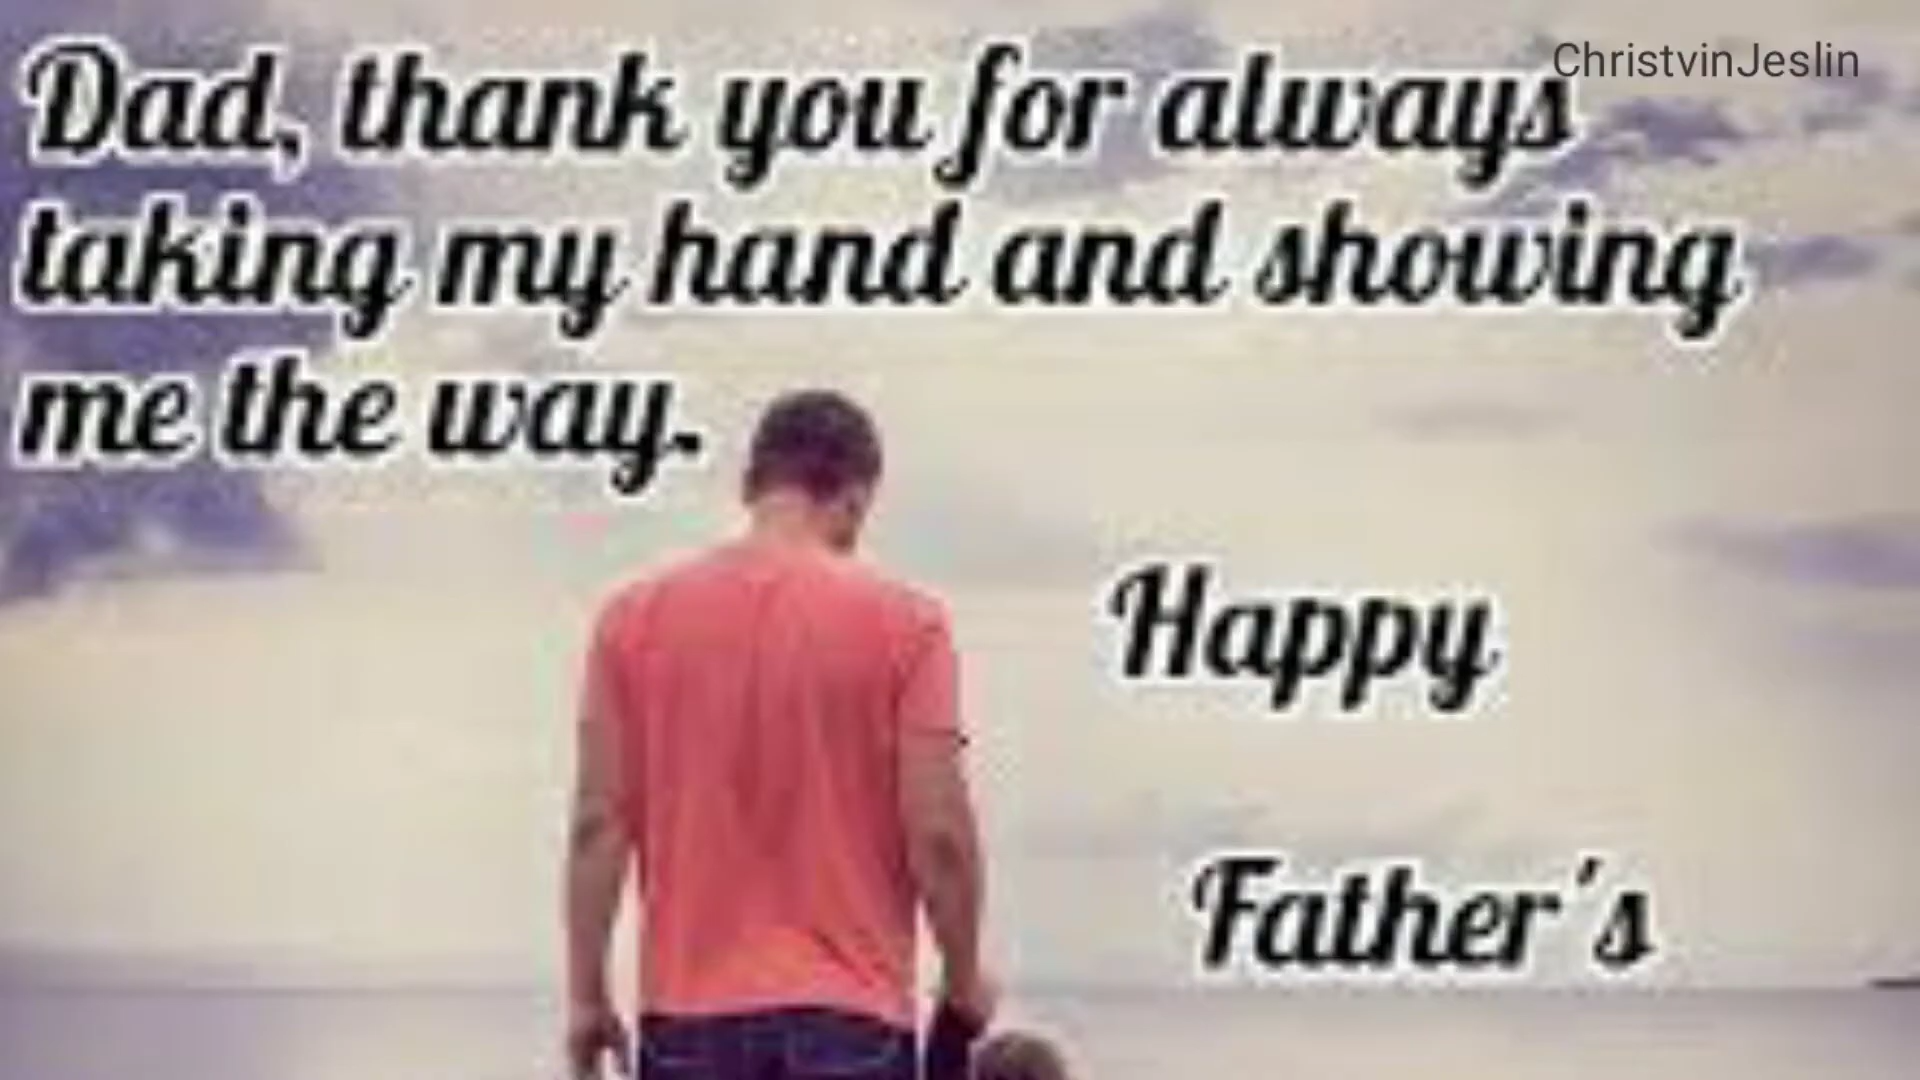 ChristvinJeslin
Dad, thank you for always
taking my hand and showing
me the way.
Happy
Father's